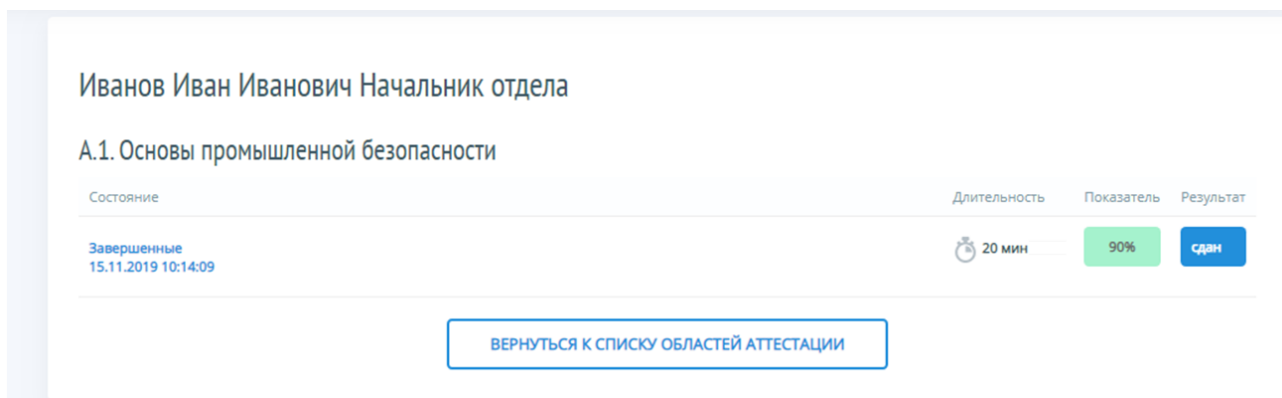 Иванов Иван Иванович Начальник отдела
А.1. Основы промышленной безопасности
Состояние Длительность Показатель Результат
Завершенные 20 мин 90% сдан
15.11.2019 10:14:09
ВЕРНУТЬСЯ К СПИСКУ ОБЛАСТЕЙ АТТЕСТАЦИИ